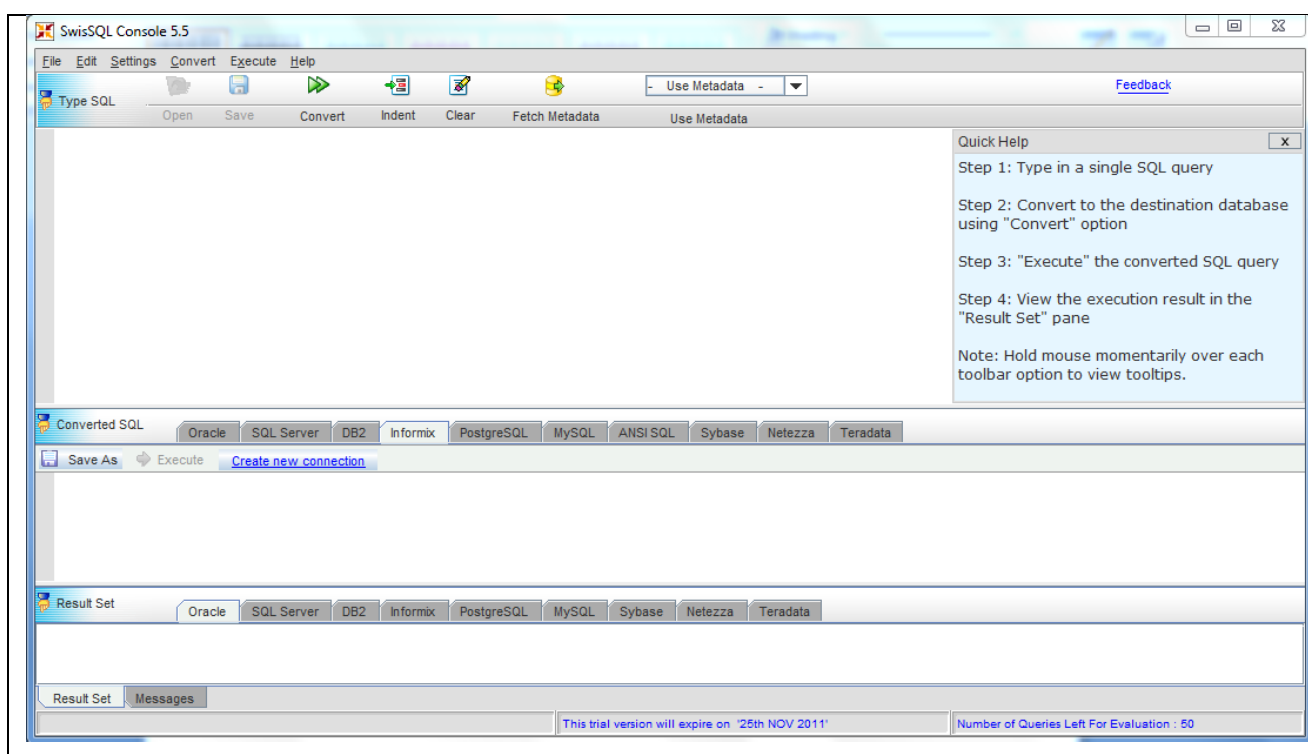 SwisSQL Console 5.5
File Edit Settings Convert Execute Help
Type SQL
Open Save Convert Indent Clear Fetch Metadata
- Use Metadata -
Use Metadata
Feedback
Quick Help x
Step 1: Type in a single SQL query
Step 2: Convert to the destination database
using "Convert" option
Step 3: "Execute" the converted SQL query
Step 4: View the execution result in the
"Result Set" pane
Note: Hold mouse momentarily over each
toolbar option to view tooltips.
Converted SQL Oracle SQL Server DB2 Informix PostgreSQL MySQL ANSI SQL Sybase Netezza Teradata
Save As Execute Create new connection
Result Set Oracle SQL Server DB2 Informix PostgreSQL MySQL Sybase Netezza Teradata
Result Set Messages
This trial version will expire on '25th NOV 2011' Number of Queries Left For Evaluation : 50